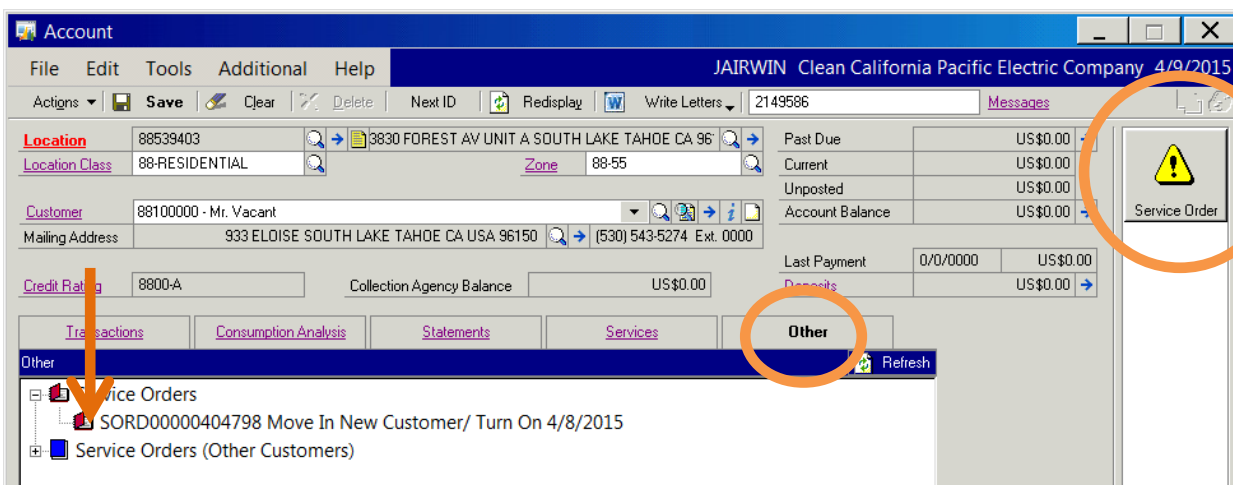 Account
File Edit Tools Additional Help JAIRWIN Clean California Pacific Electric Company 4/9/2015
Actions Save Clear Delete Next ID Redisplay Write Letters 2149586 Messages
Location 88539403 3830 FOREST AV UNIT A SOUTH LAKE TAHOE CA 96 Past Due US$0.00
Location Class 88-RESIDENTIAL Zone 88-55 Current US$0.00
Unposted US$0.00
Customer 88100000 - Mr. Vacant Account Balance US$0.00
Service Order
Mailing Address 933 ELOISE SOUTH LAKE TAHOE CA USA 96150 (530) 543-5274 Ext. 0000
Last Payment 0/0/0000 US$0.00
Credit Rating 8800-A Collection Agency Balance US$0.00 Deposits US$0.00
Transactions Consumption Analysis Statements Services Other
Other Refresh
Service Orders
SORD00000404798 Move In New Customer/ Turn On 4/8/2015
Service Orders (Other Customers)